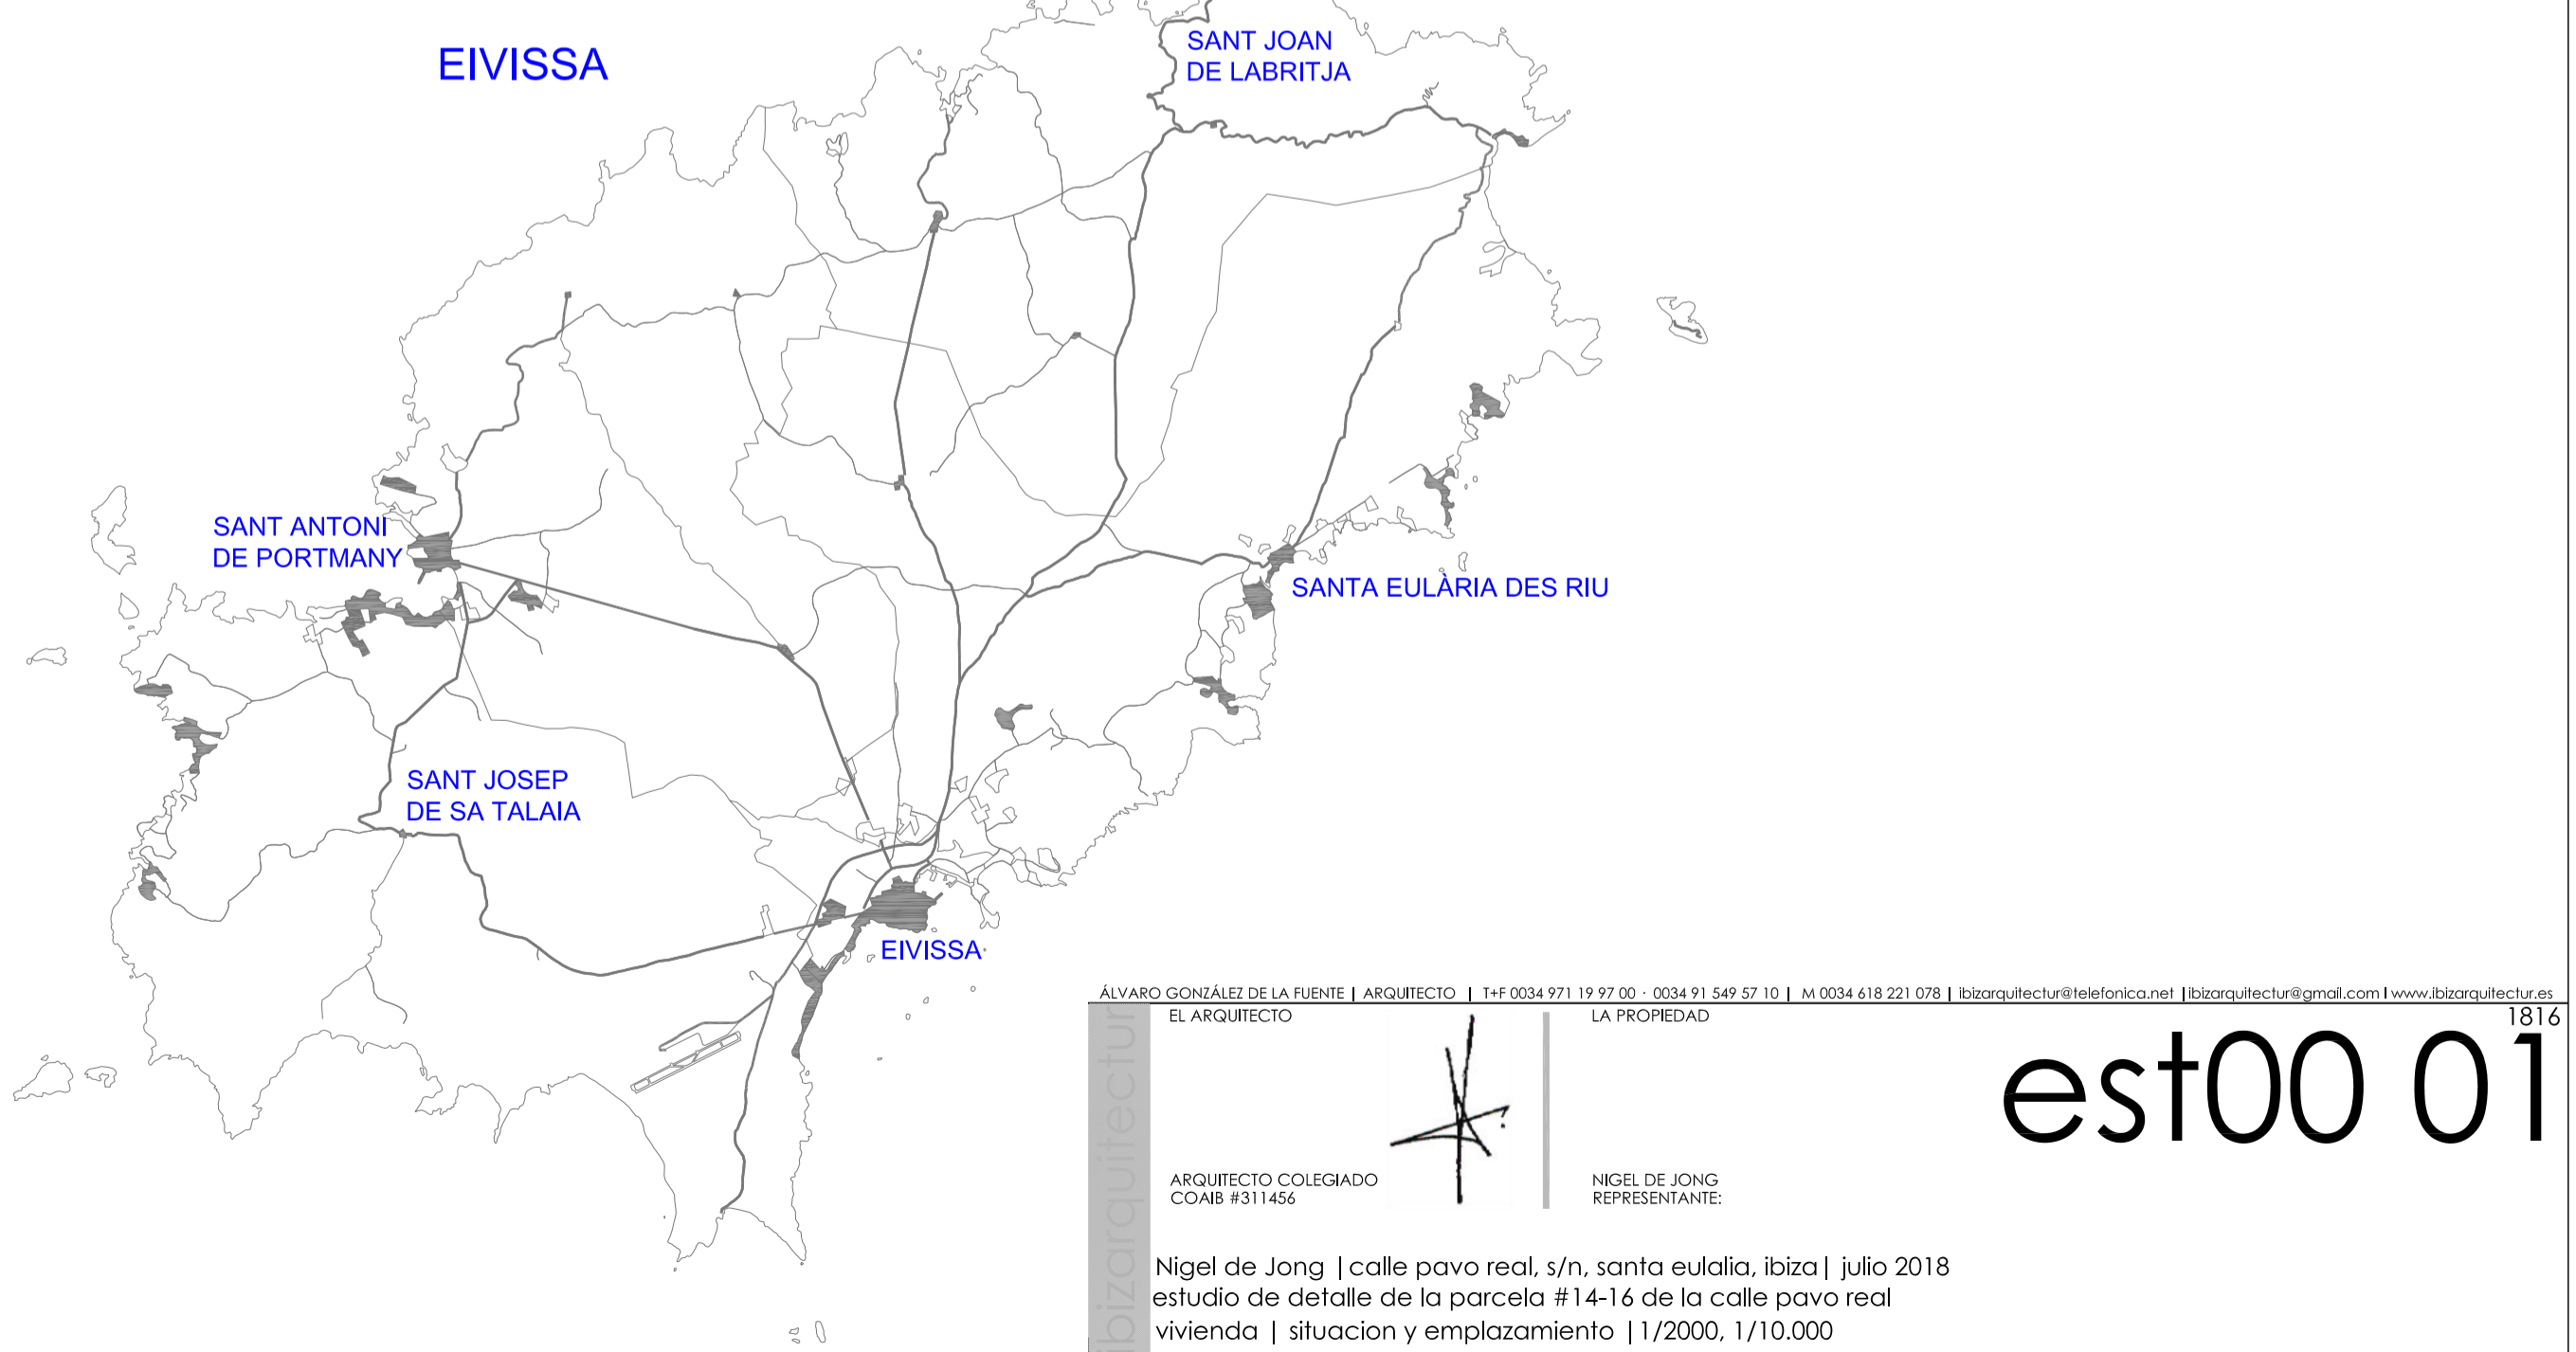 EIVISSA
SANT JOAN
DE LABRITJA
SANT ANTONI
DE PORTMANY
SANTA EULÀRIA DES RIU
SANT JOSEP
DE SA TALAIA
EIVISSA
ÁLVARO GONZÁLEZ DE LA FUENTE | ARQUITECTO | T+F 0034 971 19 97 00 · 0034 91 549 57 10 | M 0034 618 221 078 | ibizarquitectur@telefonica.net | ibizarquitectur@gmail.com I www.ibizarquitectur.es
ibizarquitectur
EL ARQUITECTO
LA PROPIEDAD
1816
est00 01
ARQUITECTO COLEGIADO
COAIB #311456
NIGEL DE JONG
REPRESENTANTE:
Nigel de Jong | calle pavo real, s/n, santa eulalia, ibiza | julio 2018
estudio de detalle de la parcela #14-16 de la calle pavo real
vivienda | situacion y emplazamiento | 1/2000, 1/10.000